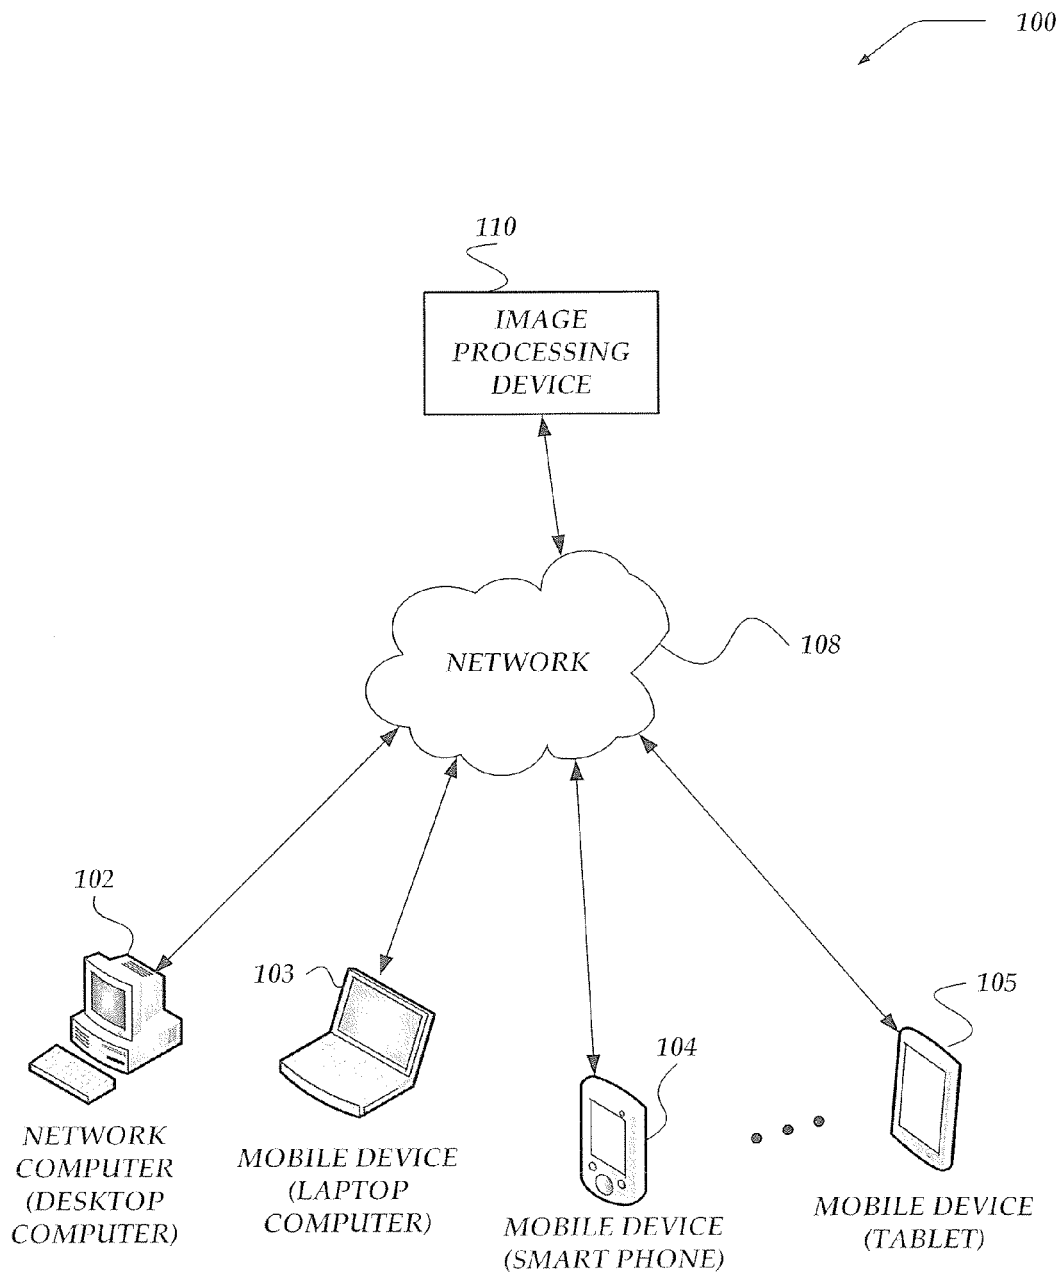 100
110
IMAGE
PROCESSING
DEVICE
NETWORK
108
102
103
105
104
NETWORK
COMPUTER
(DESKTOP
COMPUTER)
MOBILE DEVICE
(LAPTOP
COMPUTER)
MOBILE DEVICE
(SMART PHONE)
MOBILE DEVICE
(TABLET)